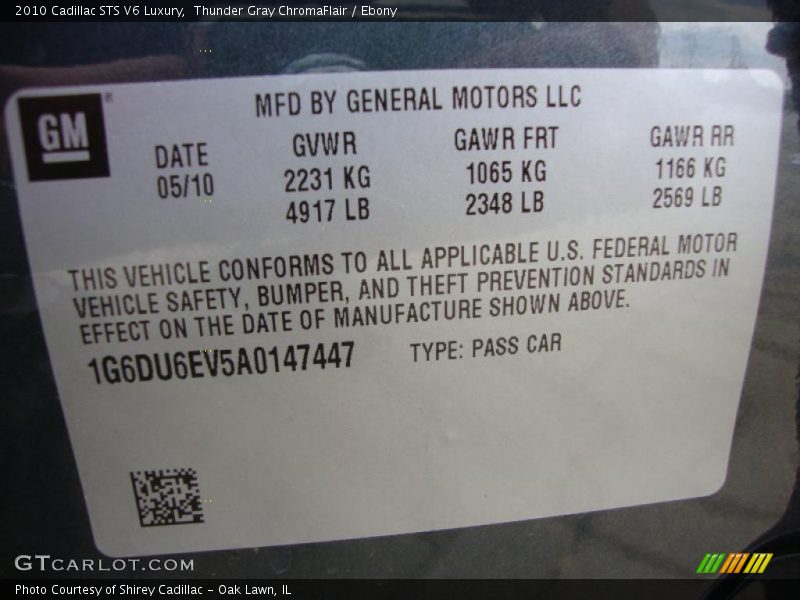 2010 Cadillac STS V6 Luxury,  Thunder Gray ChromaFlair / Ebony
GM
MFD BY GENERAL MOTORS LLC
DATE GVWR GAWR FRT GAWR RR
05/10 2231 KG 1065 KG 1166 KG
4917 LB 2348 LB 2569 LB
THIS VEHICLE CONFORMS TO ALL APPLICABLE U.S. FEDERAL MOTOR
VEHICLE SAFETY, BUMPER, AND THEFT PREVENTION STANDARDS IN
EFFECT ON THE DATE OF MANUFACTURE SHOWN ABOVE.
1G6DU6EV5A0147447 TYPE: PASS CAR
GTCARLOT.COM
Photo Courtesy of Shirey Cadillac - Oak Lawn, IL